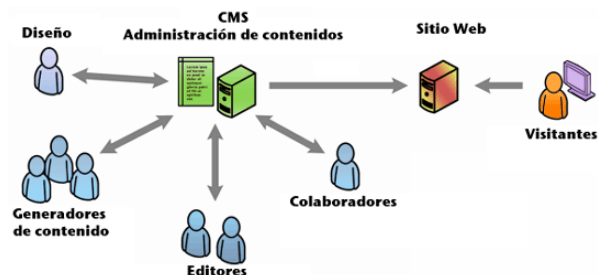 CMS
Administración de contenidos
Diseño
Sitio Web
Visitantes
Colaboradores
Generadores
de contenido
Editores